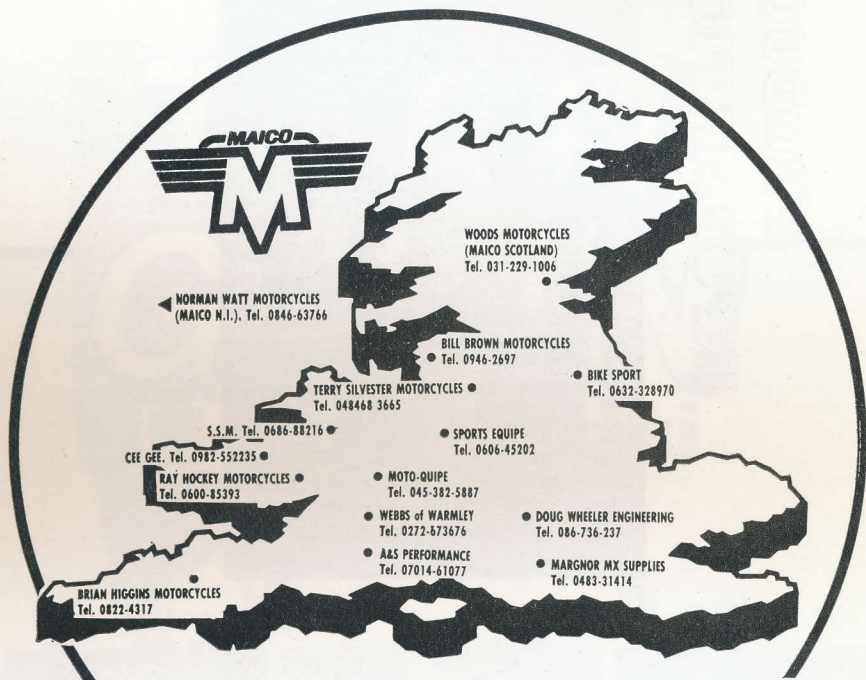 MAICO
M
WOODS MOTORCYCLES
(MAICO SCOTLAND)
Tel. 031-229-1006
NORMAN WATT MOTORCYCLES
(MAICO N.I.). Tel. 0846-63766
BILL BROWN MOTORCYCLES
Tel. 0946-2697
BIKE SPORT
Tel. 0632-328970
TERRY SILVESTER MOTORCYCLES
Tel. 048468 3665
S.S.M. Tel. 0686-88216
SPORTS EQUIPE
Tel. 0606-45202
CEE GEE. Tel. 0982-552235
RAY HOCKEY MOTORCYCLES
Tel. 0600-85393
MOTO-QUIPE
Tel. 045-382-5887
WEBBS of WARMLEY
Tel. 0272-673676
DOUG WHEELER ENGINEERING
Tel. 086-736-237
A&S PERFORMANCE
Tel. 07014-61077
MARGNOR MX SUPPLIES
Tel. 0483-31414
BRIAN HIGGINS MOTORCYCLES
Tel. 0822-4317